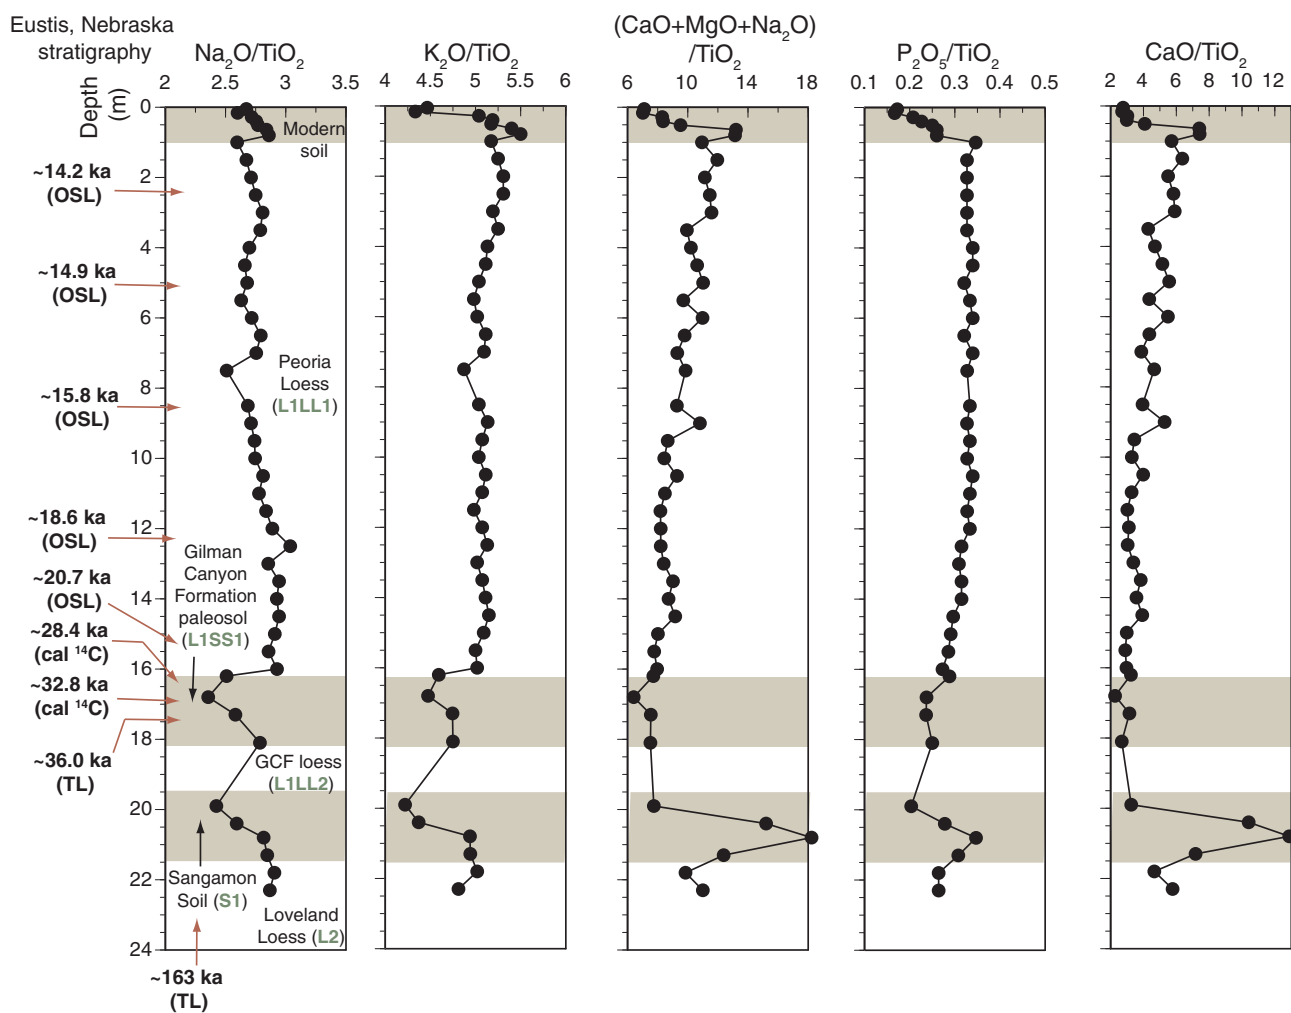 Eustis, Nebraska
stratigraphy
Na₂O/TiO₂
K₂O/TiO₂
(CaO+MgO+Na₂O)
/TiO₂
P₂O₅/TiO₂
CaO/TiO₂
2 2.5 3 3.5
4 4.5 5 5.5 6
6 10 14 18
0.1 0.2 0.3 0.4 0.5
2 4 6 8 10 12
Depth
(m)
0
2
4
6
8
10
12
14
16
18
20
22
24
Modern
soil
~14.2 ka
(OSL)
~14.9 ka
(OSL)
Peoria
Loess
(L1LL1)
~15.8 ka
(OSL)
~18.6 ka
(OSL)
Gilman
Canyon
Formation
paleosol
(L1SS1)
~20.7 ka
(OSL)
~28.4 ka
(cal ¹⁴C)
~32.8 ka
(cal ¹⁴C)
~36.0 ka
(TL)
GCF loess
(L1LL2)
Sangamon
Soil (S1)
Loveland
Loess (L2)
~163 ka
(TL)